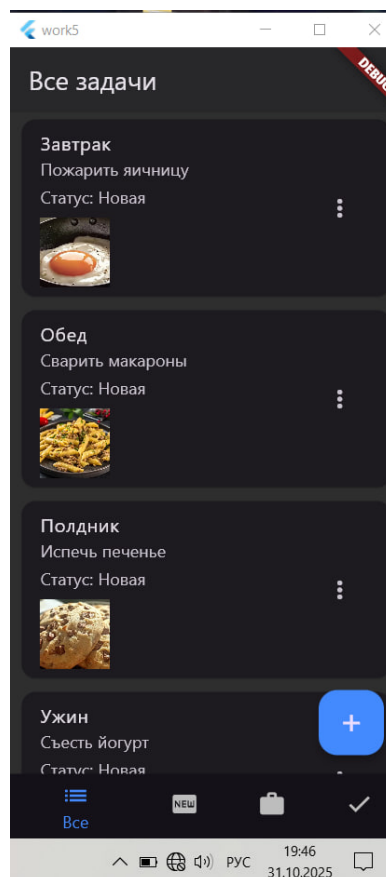 work5
DEBUG
Все задачи
Завтрак
Пожарить яичницу
Статус: Новая
Обед
Сварить макароны
Статус: Новая
Полдник
Испечь печенье
Статус: Новая
Ужин
Съесть йогурт
Статус: Новая
NEW
Все
РУС
19:46
31.10.2025